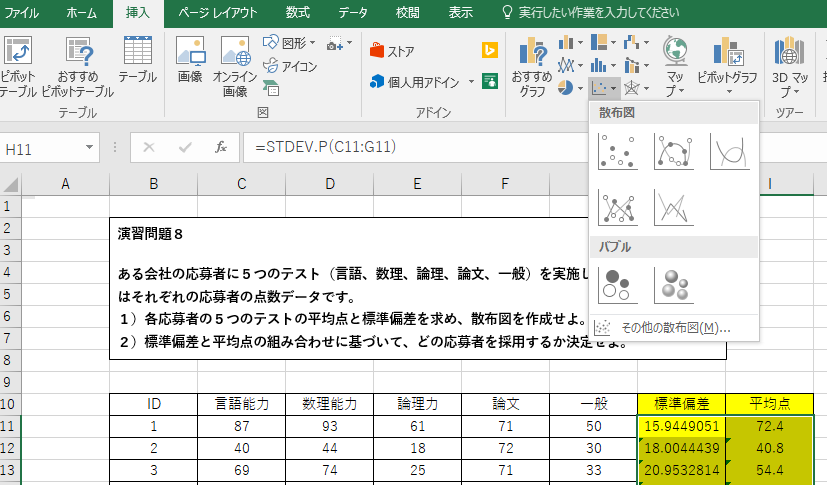 ファイル ホーム 挿入 ページ レイアウト 数式 データ 校閲 表示 実行したい作業を入力してください
ピボット テーブル おすすめ ピボットテーブル テーブル
画像 オンライン 画像 図形 アイコン
ストア
個人用アドイン
おすすめ グラフ
マップ ピボットグラフ 3D マップ
テーブル 図 アドイン ツアー
散布図
バブル
その他の散布図(M)...
H11 fx =STDEV.P(C11:G11)
A B C D E F I
1
2 演習問題８
3
4 ある会社の応募者に５つのテスト（言語、数理、論理、論文、一般）を実施し
5 はそれぞれの応募者の点数データです。
6 １）各応募者の５つのテストの平均点と標準偏差を求め、散布図を作成せよ。
7 ２）標準偏差と平均点の組み合わせに基づいて、どの応募者を採用するか決定せよ。
8
9
10 ID 言語能力 数理能力 論理力 論文 一般 標準偏差 平均点
11 1 87 93 61 71 50 15.9449051 72.4
12 2 40 44 18 72 30 18.0044439 40.8
13 3 69 74 25 71 33 20.9532814 54.4